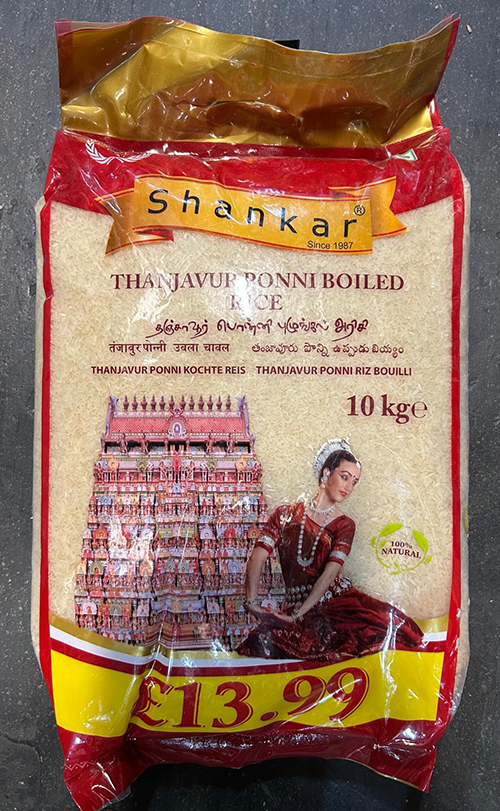 Shankar®
Since 1987
THANJAVUR PONNI BOILED
RICE
தஞ்சாவூர் பொன்னி புழுங்கல் அரிசி
तंजावुर पोन्नी उबला चावल తంజావూరు పొన్ని ఉప్పుడు బియ్యం
THANJAVUR PONNI KOCHTE REIS THANJAVUR PONNI RIZ BOUILLI
10 kg℮
100%
NATURAL
£13.99